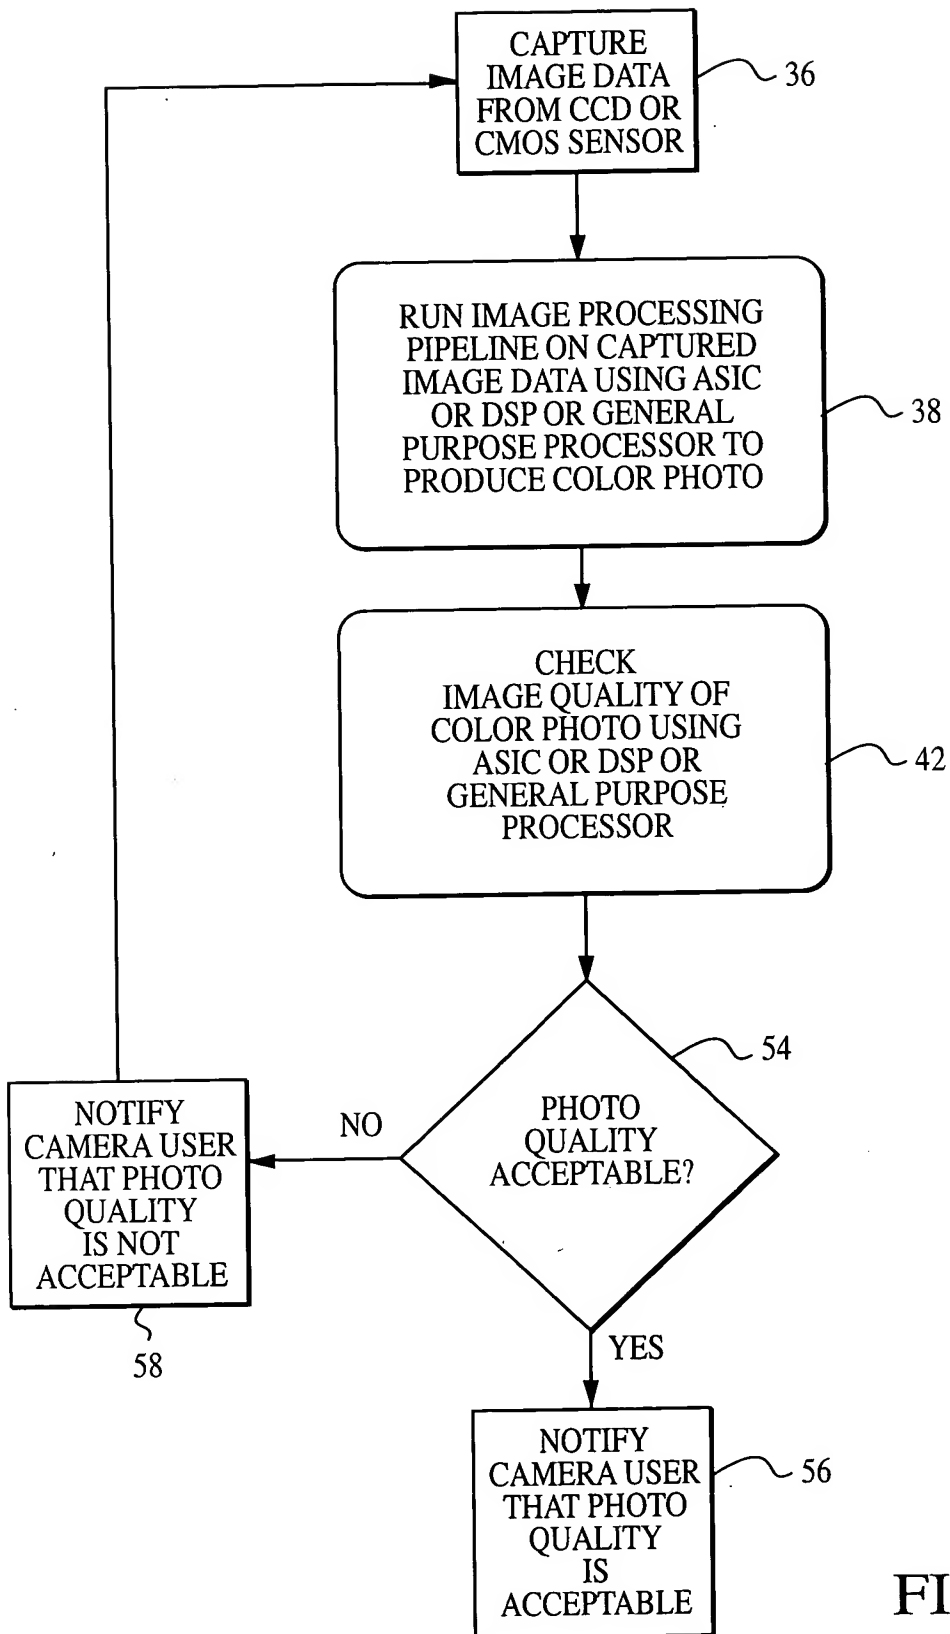 CAPTURE
IMAGE DATA
FROM CCD OR
CMOS SENSOR
36
RUN IMAGE PROCESSING
PIPELINE ON CAPTURED
IMAGE DATA USING ASIC
OR DSP OR GENERAL
PURPOSE PROCESSOR TO
PRODUCE COLOR PHOTO
38
CHECK
IMAGE QUALITY OF
COLOR PHOTO USING
ASIC OR DSP OR
GENERAL PURPOSE
PROCESSOR
42
54
PHOTO
QUALITY
ACCEPTABLE?
NO
NOTIFY
CAMERA USER
THAT PHOTO
QUALITY
IS NOT
ACCEPTABLE
58
YES
NOTIFY
CAMERA USER
THAT PHOTO
QUALITY
IS
ACCEPTABLE
56
FI